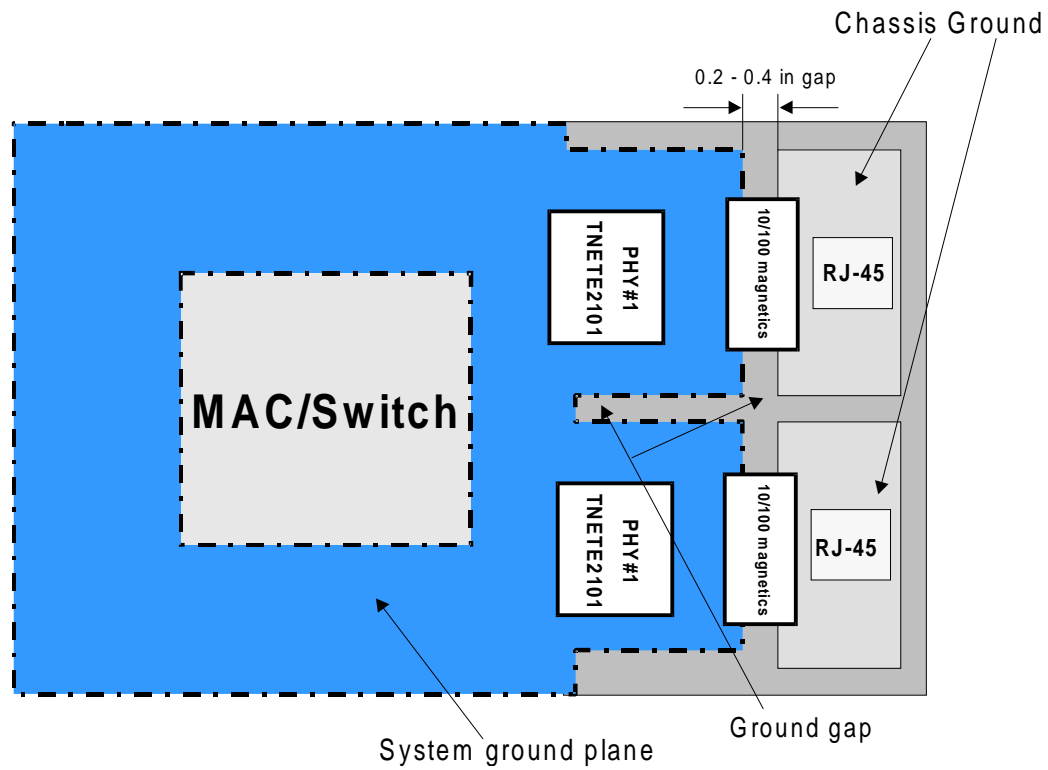 Chassis Ground
0.2 - 0.4 in gap
PHY#1
TNETE2101
10/100 magnetics
RJ-45
MAC/Switch
PHY#1
TNETE2101
10/100 magnetics
RJ-45
Ground gap
System ground plane